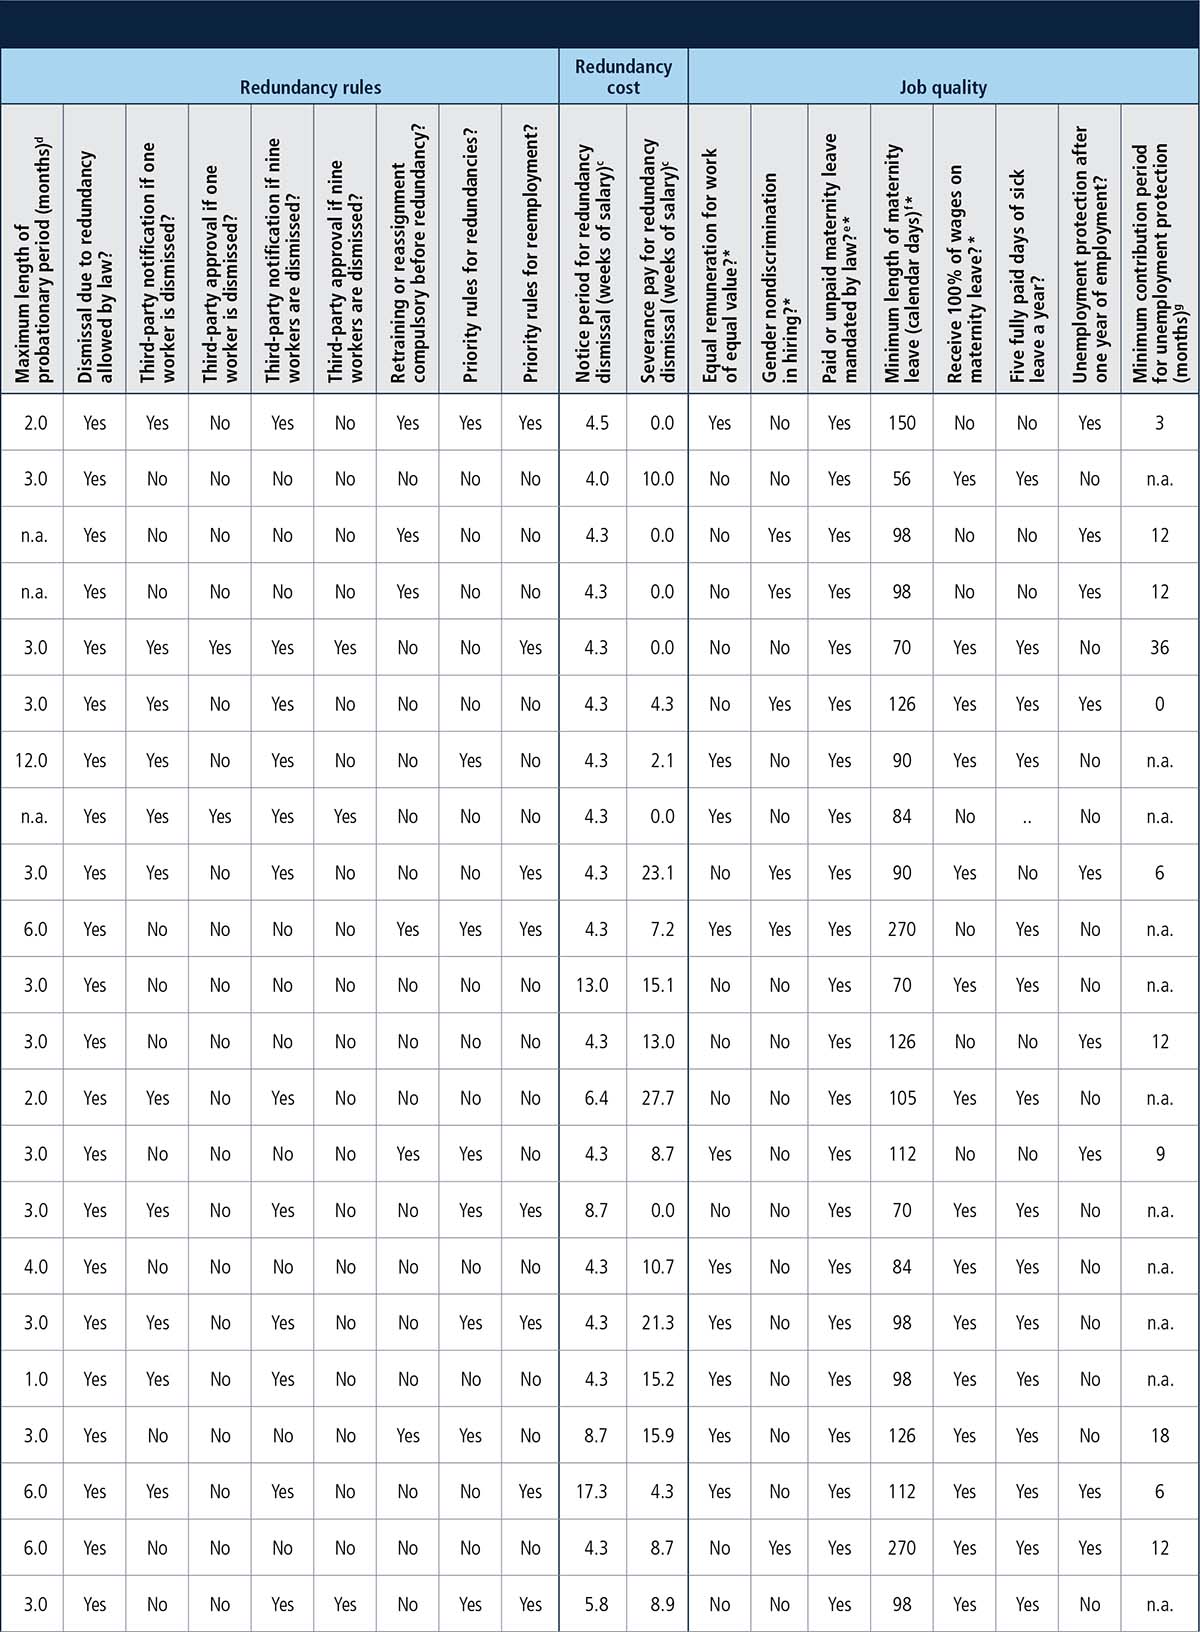 Redundancy rules
Redundancy
cost
Job quality
Maximum length of
probationary period (months)ᵈ
Dismissal due to redundancy
allowed by law?
Third-party notification if one
worker is dismissed?
Third-party approval if one
worker is dismissed?
Third-party notification if nine
workers are dismissed?
Third-party approval if nine
workers are dismissed?
Retraining or reassignment
compulsory before redundancy?
Priority rules for redundancies?
Priority rules for reemployment?
Notice period for redundancy
dismissal (weeks of salary)ᶜ
Severance pay for redundancy
dismissal (weeks of salary)ᶜ
Equal remuneration for work
of equal value?*
Gender nondiscrimination
in hiring?*
Paid or unpaid maternity leave
mandated by law?ᵉ*
Minimum length of maternity
leave (calendar days)ᶠ*
Receive 100% of wages on
maternity leave?*
Five fully paid days of sick
leave a year?
Unemployment protection after
one year of employment?
Minimum contribution period
for unemployment protection
(months)ᵍ
2.0 Yes Yes No Yes No Yes Yes Yes 4.5 0.0 Yes No Yes 150 No No Yes 3
3.0 Yes No No No No No No No 4.0 10.0 No No Yes 56 Yes Yes No n.a.
n.a. Yes No No No No Yes No No 4.3 0.0 No Yes Yes 98 No No Yes 12
n.a. Yes No No No No Yes No No 4.3 0.0 No Yes Yes 98 No No Yes 12
3.0 Yes Yes Yes Yes Yes No No Yes 4.3 0.0 No No Yes 70 Yes Yes No 36
3.0 Yes Yes No Yes No No No No 4.3 4.3 No Yes Yes 126 Yes Yes Yes 0
12.0 Yes Yes No Yes No No Yes No 4.3 2.1 Yes No Yes 90 Yes Yes No n.a.
n.a. Yes Yes Yes Yes Yes No No No 4.3 0.0 Yes No Yes 84 No .. No n.a.
3.0 Yes Yes No Yes No No No Yes 4.3 23.1 No Yes Yes 90 Yes No Yes 6
6.0 Yes No No No No Yes Yes Yes 4.3 7.2 Yes Yes Yes 270 No Yes No n.a.
3.0 Yes No No No No No No No 13.0 15.1 No No Yes 70 Yes Yes No n.a.
3.0 Yes No No No No No No No 4.3 13.0 No No Yes 126 No No Yes 12
2.0 Yes Yes No Yes No No No No 6.4 27.7 No No Yes 105 Yes Yes No n.a.
3.0 Yes No No No No Yes Yes No 4.3 8.7 Yes No Yes 112 No No Yes 9
3.0 Yes Yes No Yes No No Yes Yes 8.7 0.0 No No Yes 70 Yes Yes No n.a.
4.0 Yes No No No No No No No 4.3 10.7 Yes No Yes 84 Yes Yes No n.a.
3.0 Yes Yes No Yes No No Yes Yes 4.3 21.3 Yes No Yes 98 Yes Yes No n.a.
1.0 Yes Yes No Yes No No No No 4.3 15.2 Yes No Yes 98 Yes Yes No n.a.
3.0 Yes No No No No Yes Yes No 8.7 15.9 Yes No Yes 126 Yes Yes No 18
6.0 Yes Yes No Yes No No No Yes 17.3 4.3 Yes No Yes 112 Yes Yes Yes 6
6.0 Yes No No No No No No No 4.3 8.7 No Yes Yes 270 Yes Yes Yes 12
3.0 Yes No No Yes Yes No Yes Yes 5.8 8.9 No No Yes 98 Yes Yes No n.a.